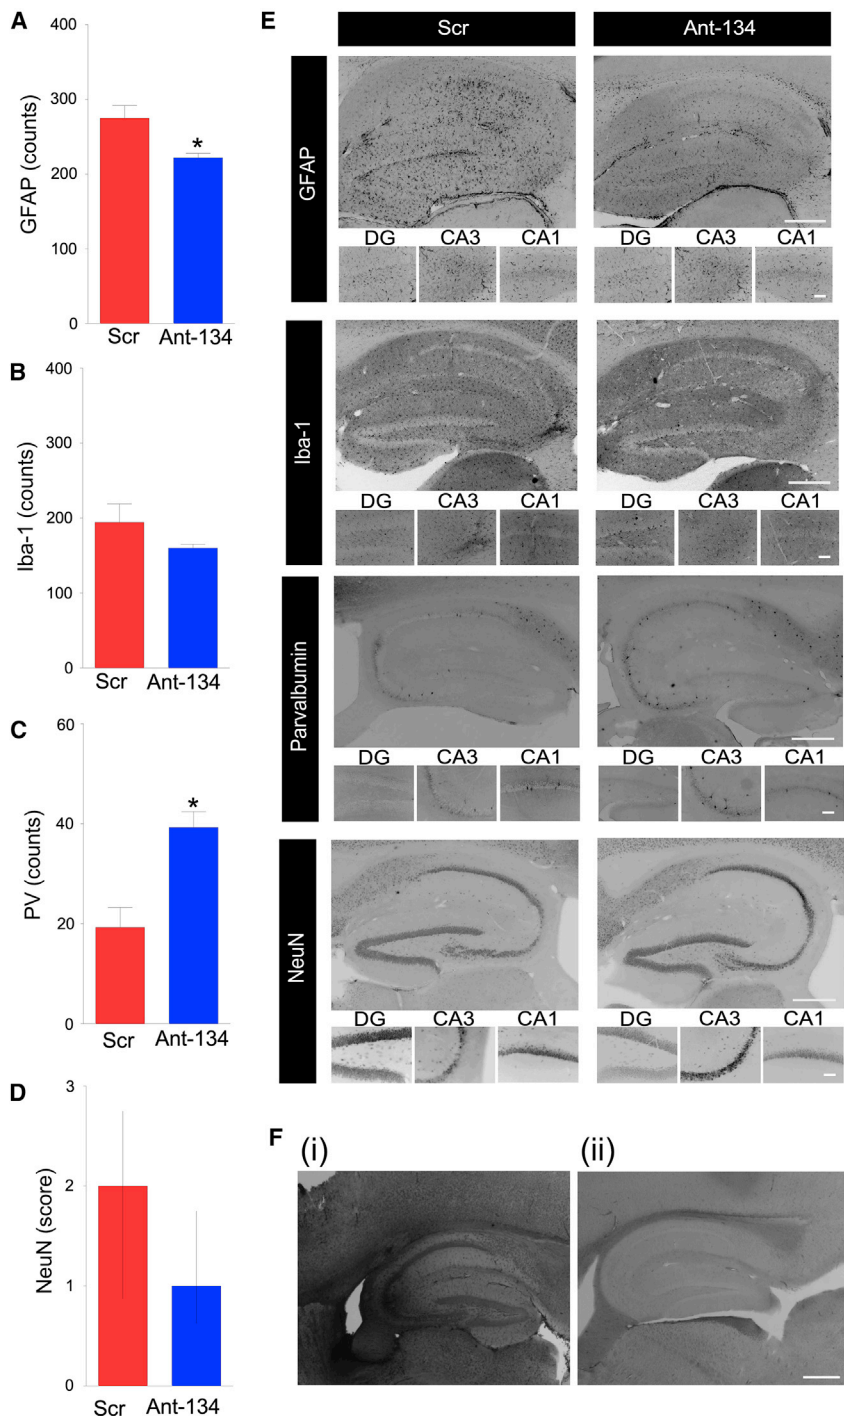 A
400
300
200
100
0
GFAP (counts)
*
Scr Ant-134
B
400
300
200
100
0
Iba-1 (counts)
Scr Ant-134
C
60
40
20
0
PV (counts)
*
Scr Ant-134
D
3
2
1
0
NeuN (score)
Scr Ant-134
E
Scr Ant-134
GFAP
DG CA3 CA1 DG CA3 CA1
Iba-1
DG CA3 CA1 DG CA3 CA1
Parvalbumin
DG CA3 CA1 DG CA3 CA1
NeuN
DG CA3 CA1 DG CA3 CA1
F (i) (ii)